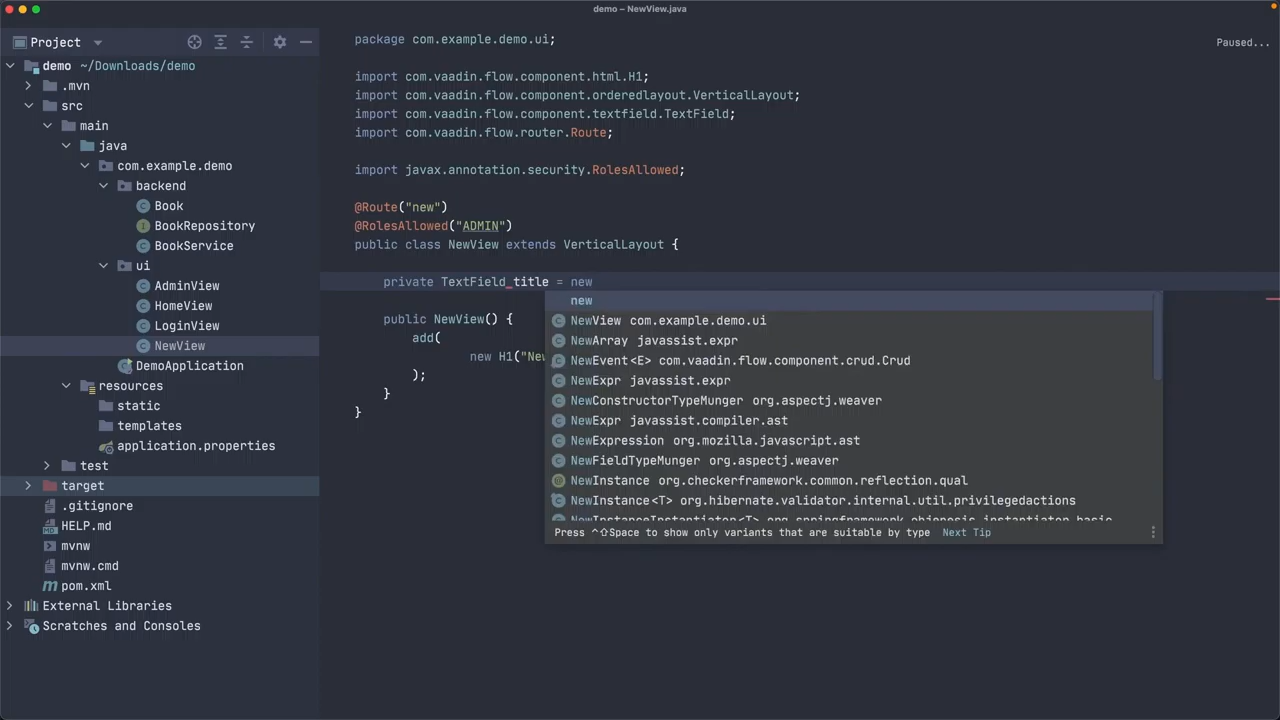 demo – NewView.java
Project
Paused...
demo ~/Downloads/demo
.mvn
src
main
java
com.example.demo
backend
Book
BookRepository
BookService
ui
AdminView
HomeView
LoginView
NewView
DemoApplication
resources
static
templates
application.properties
test
target
.gitignore
HELP.md
mvnw
mvnw.cmd
pom.xml
External Libraries
Scratches and Consoles
package com.example.demo.ui;
import com.vaadin.flow.component.html.H1;
import com.vaadin.flow.component.orderedlayout.VerticalLayout;
import com.vaadin.flow.component.textfield.TextField;
import com.vaadin.flow.router.Route;
import javax.annotation.security.RolesAllowed;
@Route("new")
@RolesAllowed("ADMIN")
public class NewView extends VerticalLayout {
private TextField title = new
public NewView() {
add(
new H1("New
);
}
}
new
NewView com.example.demo.ui
NewArray javassist.expr
NewEvent<E> com.vaadin.flow.component.crud.Crud
NewExpr javassist.expr
NewConstructorTypeMunger org.aspectj.weaver
NewExpr javassist.compiler.ast
NewExpression org.mozilla.javascript.ast
NewFieldTypeMunger org.aspectj.weaver
NewInstance org.checkerframework.common.reflection.qual
NewInstance<T> org.hibernate.validator.internal.util.privilegedactions
NewInstanceInstantiator<T> org.springframework.objenesis.instantiator.basic
Press ^⇧Space to show only variants that are suitable by type Next Tip